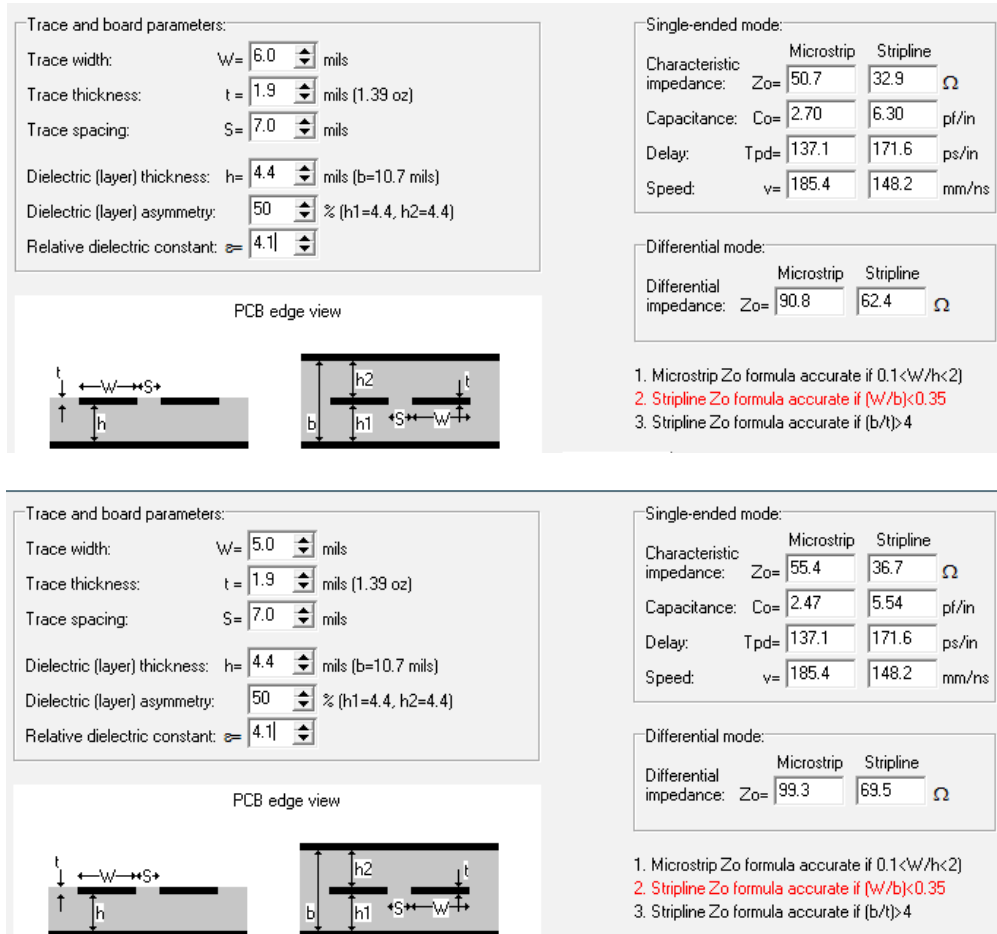 Trace and board parameters:
Trace width: W= 6.0 mils
Trace thickness: t = 1.9 mils (1.39 oz)
Trace spacing: S= 7.0 mils
Dielectric (layer) thickness: h= 4.4 mils (b=10.7 mils)
Dielectric (layer) asymmetry: 50 % (h1=4.4, h2=4.4)
Relative dielectric constant: ε= 4.1
PCB edge view
t W S h
h2 t b h1 S W
Single-ended mode:
Microstrip Stripline
Characteristic
impedance: Zo= 50.7 32.9 Ω
Capacitance: Co= 2.70 6.30 pf/in
Delay: Tpd= 137.1 171.6 ps/in
Speed: v= 185.4 148.2 mm/ns
Differential mode:
Microstrip Stripline
Differential
impedance: Zo= 90.8 62.4 Ω
1. Microstrip Zo formula accurate if 0.1<W/h<2)
2. Stripline Zo formula accurate if (W/b)<0.35
3. Stripline Zo formula accurate if (b/t)>4
Trace and board parameters:
Trace width: W= 5.0 mils
Trace thickness: t = 1.9 mils (1.39 oz)
Trace spacing: S= 7.0 mils
Dielectric (layer) thickness: h= 4.4 mils (b=10.7 mils)
Dielectric (layer) asymmetry: 50 % (h1=4.4, h2=4.4)
Relative dielectric constant: ε= 4.1
PCB edge view
t W S h
h2 t b h1 S W
Single-ended mode:
Microstrip Stripline
Characteristic
impedance: Zo= 55.4 36.7 Ω
Capacitance: Co= 2.47 5.54 pf/in
Delay: Tpd= 137.1 171.6 ps/in
Speed: v= 185.4 148.2 mm/ns
Differential mode:
Microstrip Stripline
Differential
impedance: Zo= 99.3 69.5 Ω
1. Microstrip Zo formula accurate if 0.1<W/h<2)
2. Stripline Zo formula accurate if (W/b)<0.35
3. Stripline Zo formula accurate if (b/t)>4